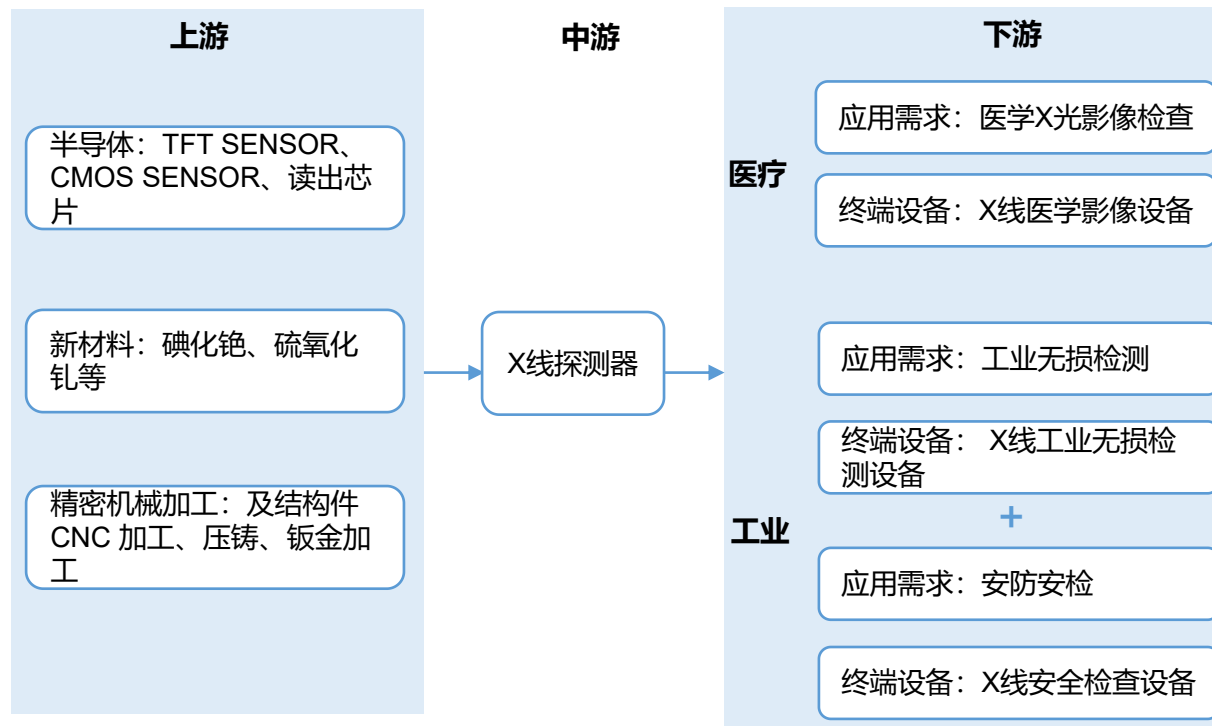 上游
半导体：TFT SENSOR、
CMOS SENSOR、读出芯
片
新材料：碘化铯、硫氧化
钆等
精密机械加工：及结构件
CNC 加工、压铸、钣金加
工
中游
X线探测器
下游
医疗
应用需求：医学X光影像检查
终端设备：X线医学影像设备
工业
应用需求：工业无损检测
终端设备： X线工业无损检
测设备
+
应用需求：安防安检
终端设备：X线安全检查设备